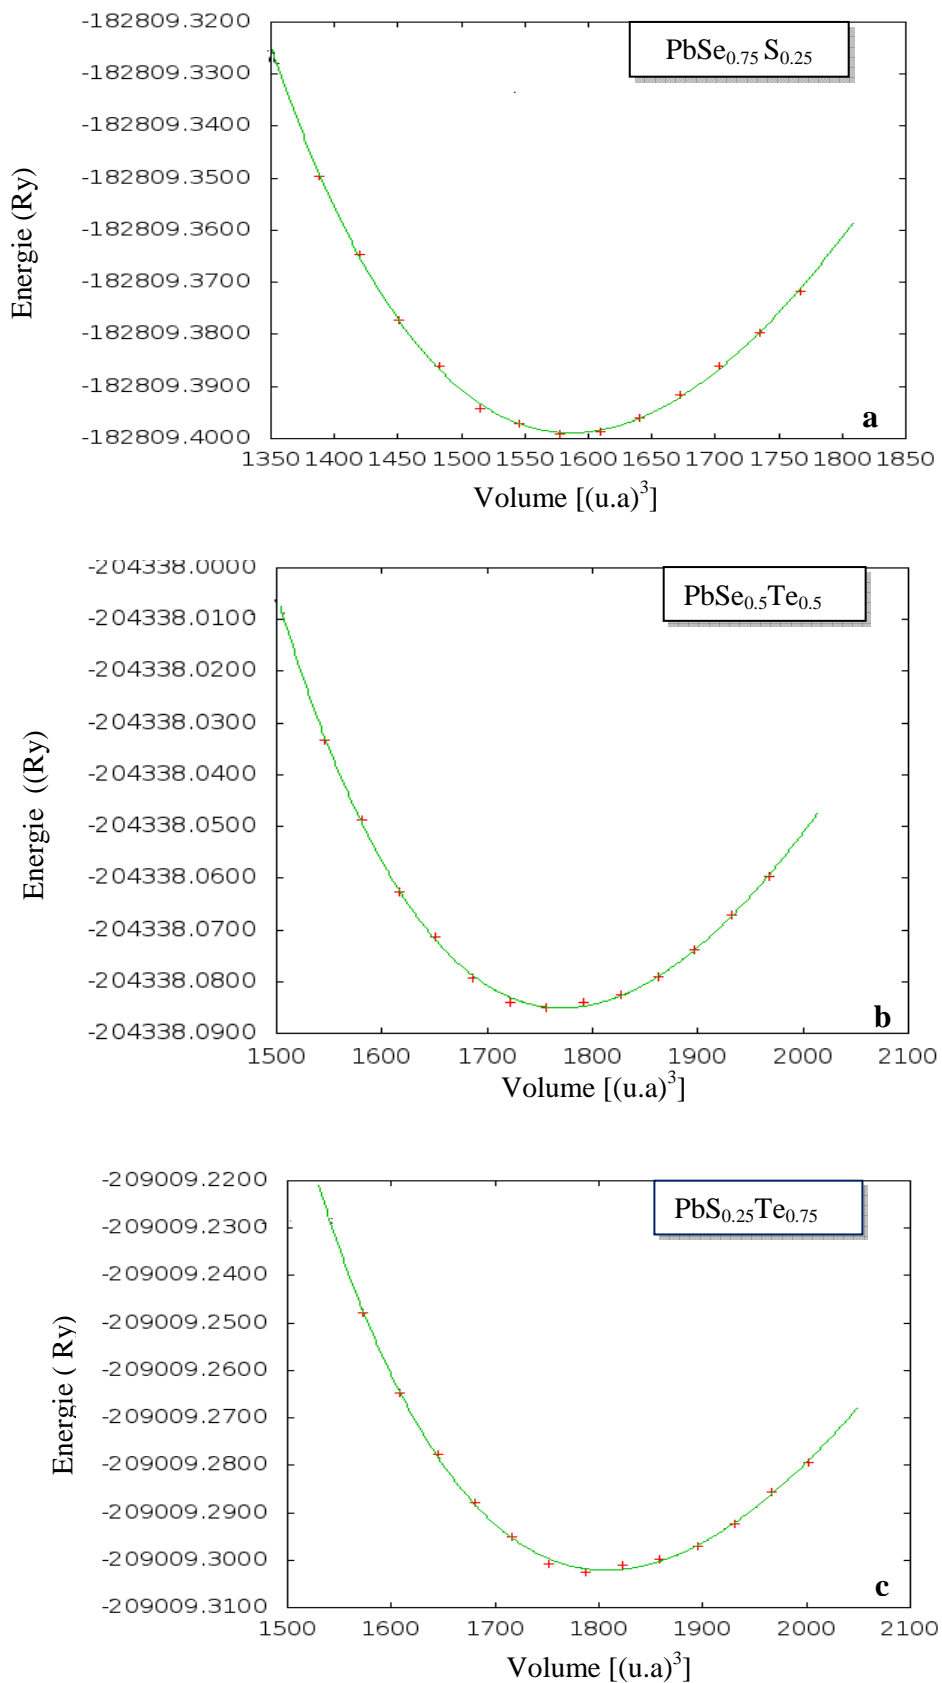 -182809.3200
PbSe0.75 S0.25
-182809.3300
-182809.3400
-182809.3500
-182809.3600
-182809.3700
-182809.3800
-182809.3900
-182809.4000
Energie (Ry)
a
1350 1400 1450 1500 1550 1600 1650 1700 1750 1800 1850
Volume [(u.a)3]
-204338.0000
PbSe0.5Te0.5
-204338.0100
-204338.0200
-204338.0300
-204338.0400
-204338.0500
-204338.0600
-204338.0700
-204338.0800
-204338.0900
Energie ((Ry)
b
1500 1600 1700 1800 1900 2000 2100
Volume [(u.a)3]
-209009.2200
PbS0.25Te0.75
-209009.2300
-209009.2400
-209009.2500
-209009.2600
-209009.2700
-209009.2800
-209009.2900
-209009.3000
-209009.3100
Energie ( Ry)
c
1500 1600 1700 1800 1900 2000 2100
Volume [(u.a)3]